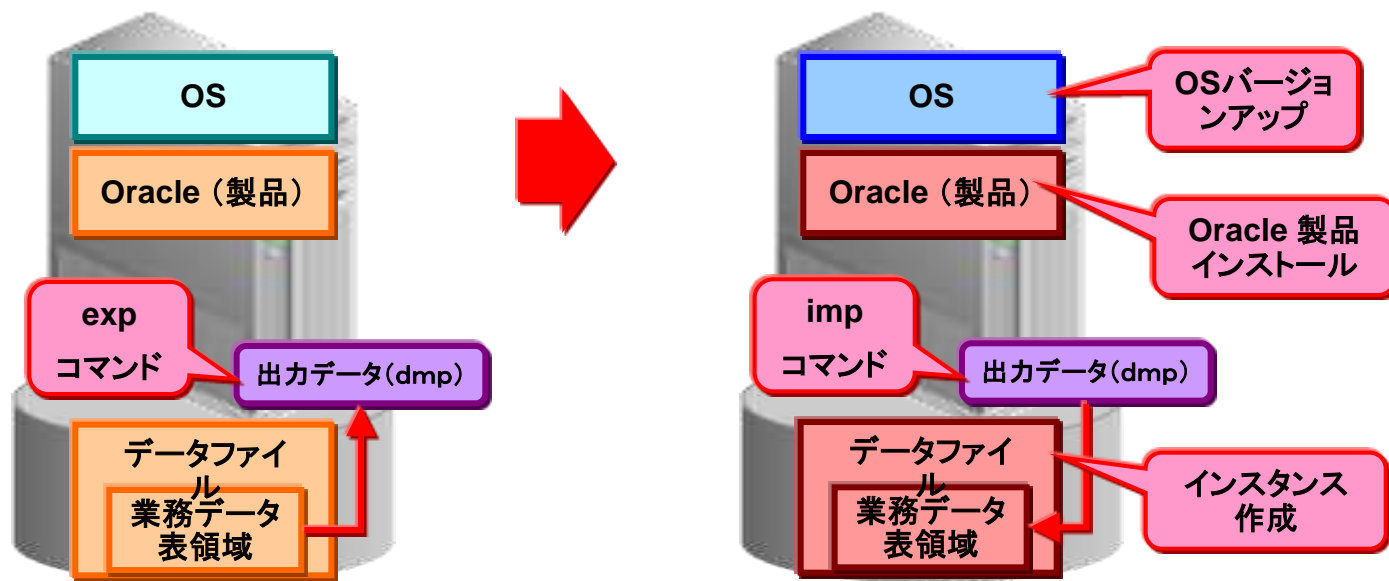 OS
Oracle（製品）
exp
コマンド
出力データ（dmp）
データファイ
ル
業務データ
表領域
OS
OSバージョ
ンアップ
Oracle（製品）
Oracle 製品
インストール
imp
コマンド
出力データ（dmp）
データファイ
ル
業務データ
表領域
インスタンス
作成